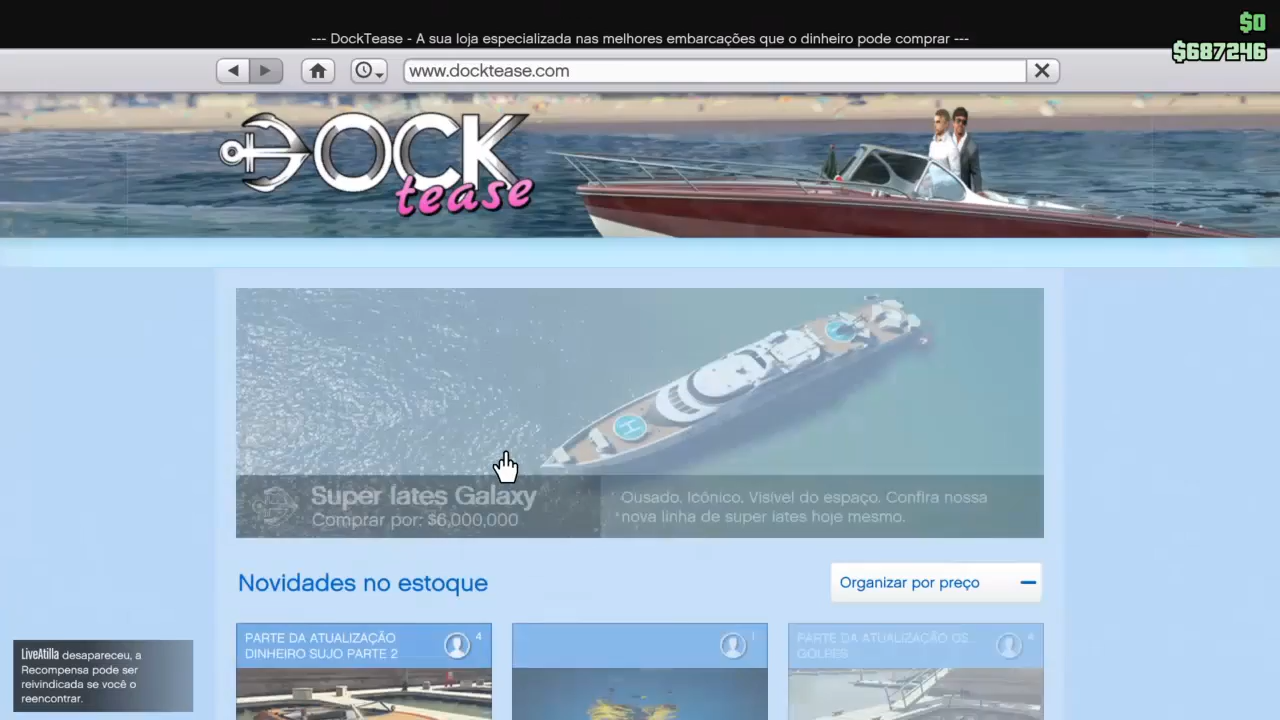 --- DockTease - A sua loja especializada nas melhores embarcações que o dinheiro pode comprar ---
$0
$687246
www.docktease.com
DOCK
tease
Super Iates Galaxy
Comprar por: $6,000,000
Ousado. Icônico. Visível do espaço. Confira nossa
nova linha de super iates hoje mesmo.
Novidades no estoque
Organizar por preço
PARTE DA ATUALIZAÇÃO
DINHEIRO SUJO PARTE 2
4
1
PARTE DA ATUALIZAÇÃO OS...
GOLPES
4
LiveAtilla desapareceu, a
Recompensa pode ser
reivindicada se você o
reencontrar.
H